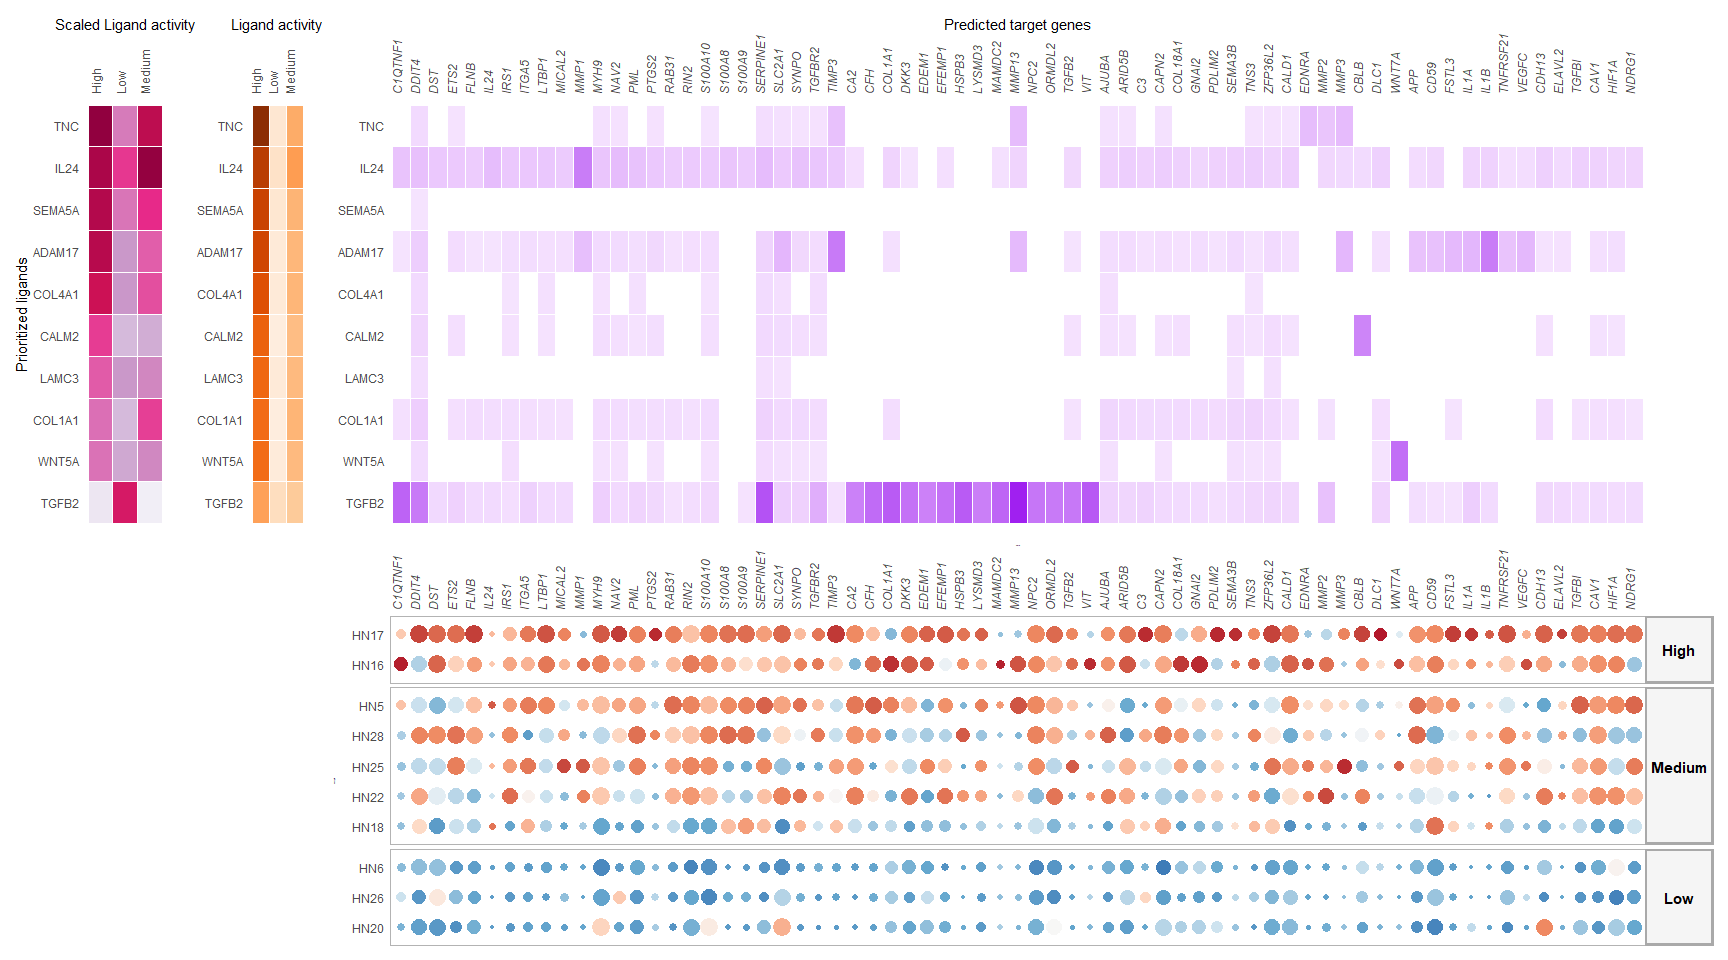 Scaled Ligand activity Ligand activity Predicted target genes
High Low Medium High Low Medium C1QTNF1 DDIT4 DST ETS2 FLNB IL24 IRS1 ITGA5 LTBP1 MICAL2 MMP1 MYH9 NAV2 PML PTGS2 RAB31 RIN2 S100A10 S100A8 S100A9 SERPINE1 SLC2A1 SYNPO TGFBR2 TIMP3 CA2 CFH COL1A1 DKK3 EDEM1 EFEMP1 HSPB3 LYSMD3 MAMDC2 MMP13 NPC2 ORMDL2 TGFB2 VIT AJUBA ARID5B C3 CAPN2 COL18A1 GNAI2 PDLIM2 SEMA3B TNS3 ZFP36L2 CALD1 EDNRA MMP2 MMP3 CBLB DLC1 WNT7A APP CD59 FSTL3 IL1A IL1B TNFRSF21 VEGFC CDH13 ELAVL2 TGFBI CAV1 HIF1A NDRG1
Prioritized ligands
TNC TNC TNC
IL24 IL24 IL24
SEMA5A SEMA5A SEMA5A
ADAM17 ADAM17 ADAM17
COL4A1 COL4A1 COL4A1
CALM2 CALM2 CALM2
LAMC3 LAMC3 LAMC3
COL1A1 COL1A1 COL1A1
WNT5A WNT5A WNT5A
TGFB2 TGFB2 TGFB2
C1QTNF1 DDIT4 DST ETS2 FLNB IL24 IRS1 ITGA5 LTBP1 MICAL2 MMP1 MYH9 NAV2 PML PTGS2 RAB31 RIN2 S100A10 S100A8 S100A9 SERPINE1 SLC2A1 SYNPO TGFBR2 TIMP3 CA2 CFH COL1A1 DKK3 EDEM1 EFEMP1 HSPB3 LYSMD3 MAMDC2 MMP13 NPC2 ORMDL2 TGFB2 VIT AJUBA ARID5B C3 CAPN2 COL18A1 GNAI2 PDLIM2 SEMA3B TNS3 ZFP36L2 CALD1 EDNRA MMP2 MMP3 CBLB DLC1 WNT7A APP CD59 FSTL3 IL1A IL1B TNFRSF21 VEGFC CDH13 ELAVL2 TGFBI CAV1 HIF1A NDRG1
HN17
High
HN16
HN5
HN28
HN25
Medium
HN22
HN18
HN6
HN26
Low
HN20